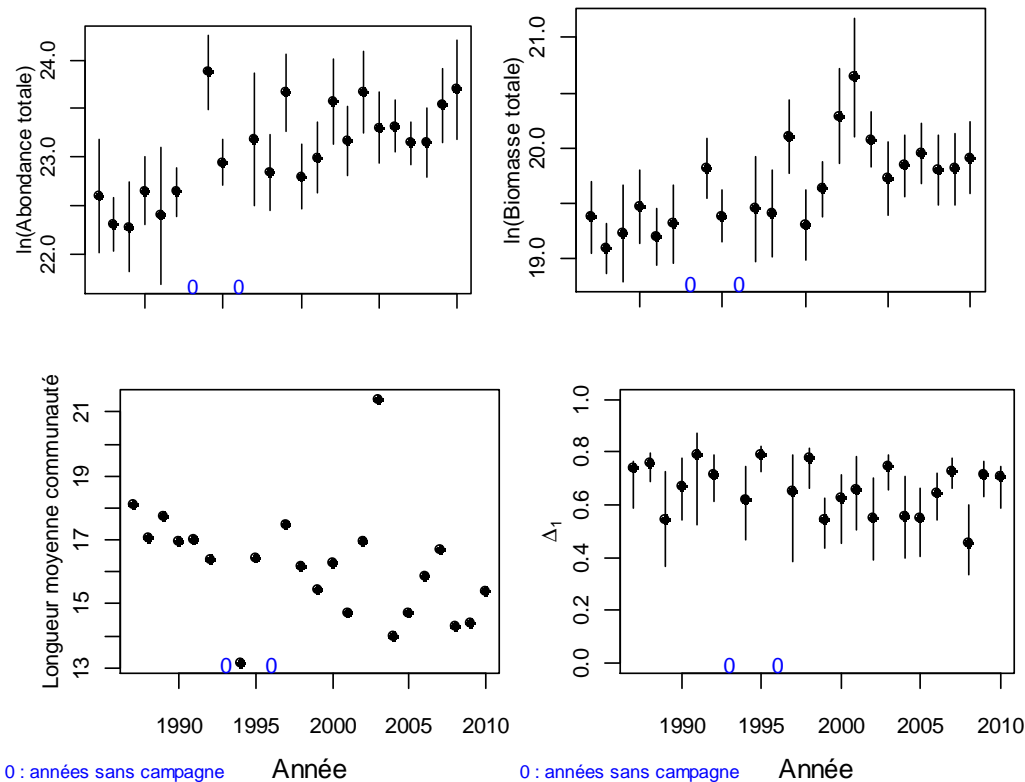 ln(Abondance totale)
24.0
23.0
22.0
0 0
ln(Biomasse totale)
21.0
20.0
19.0
0 0
Longueur moyenne communauté
21
19
17
15
13
0 0
1990 1995 2000 2005 2010
0 : années sans campagne Année
Δ1
1.0
0.8
0.6
0.4
0.2
0.0
0 0
1990 1995 2000 2005 2010
0 : années sans campagne Année